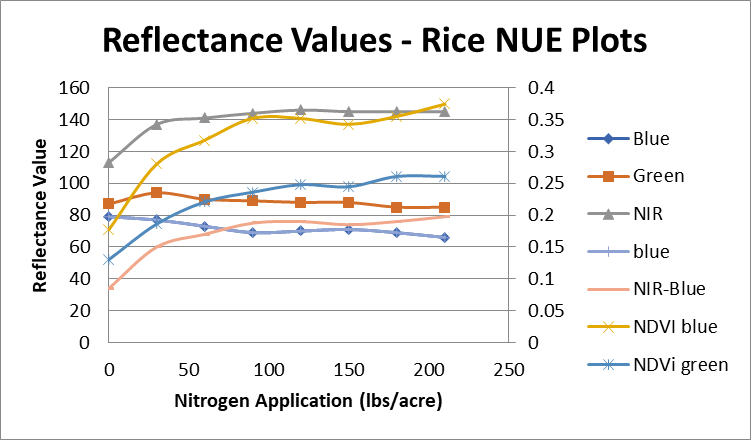 Reflectance Values - Rice NUE Plots
160
140
120
100
80
60
40
20
0
Reflectance Value
0.4
0.35
0.3
0.25
0.2
0.15
0.1
0.05
0
0 50 100 150 200 250
Nitrogen Application (lbs/acre)
Blue
Green
NIR
blue
NIR-Blue
NDVI blue
NDVi green